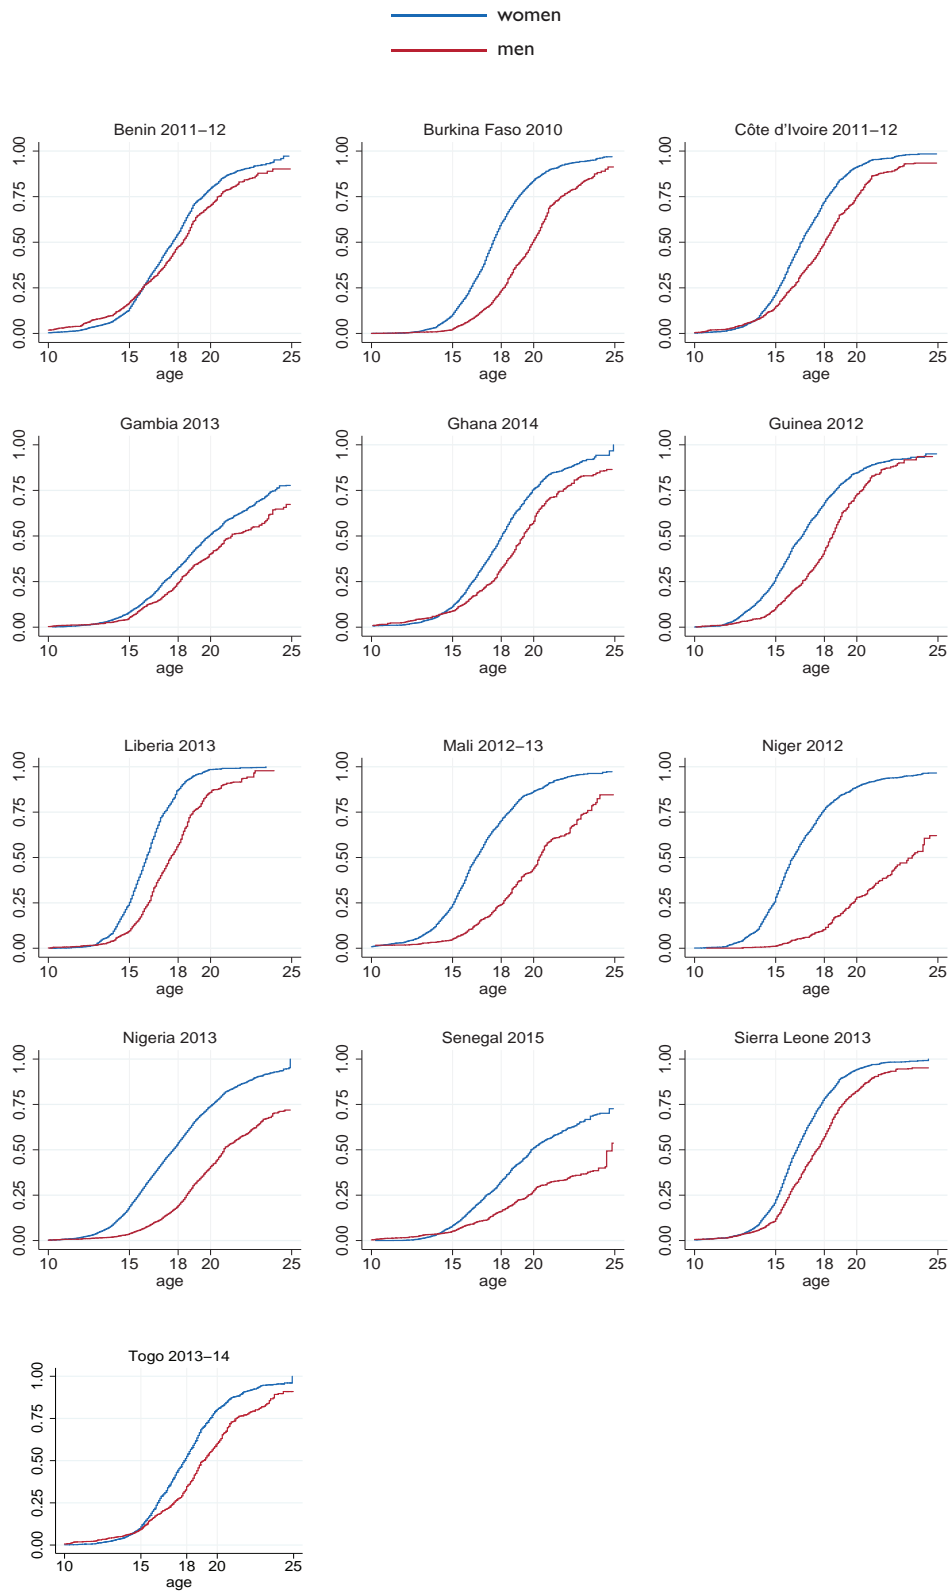 women
men
Benin 2011–12
Burkina Faso 2010
Côte d'Ivoire 2011–12
0.00 0.25 0.50 0.75 1.00
10 15 18 20 25
age
0.00 0.25 0.50 0.75 1.00
10 15 18 20 25
age
0.00 0.25 0.50 0.75 1.00
10 15 18 20 25
age
Gambia 2013
Ghana 2014
Guinea 2012
0.00 0.25 0.50 0.75 1.00
10 15 18 20 25
age
0.00 0.25 0.50 0.75 1.00
10 15 18 20 25
age
0.00 0.25 0.50 0.75 1.00
10 15 18 20 25
age
Liberia 2013
Mali 2012–13
Niger 2012
0.00 0.25 0.50 0.75 1.00
10 15 18 20 25
age
0.00 0.25 0.50 0.75 1.00
10 15 18 20 25
age
0.00 0.25 0.50 0.75 1.00
10 15 18 20 25
age
Nigeria 2013
Senegal 2015
Sierra Leone 2013
0.00 0.25 0.50 0.75 1.00
10 15 18 20 25
age
0.00 0.25 0.50 0.75 1.00
10 15 18 20 25
age
0.00 0.25 0.50 0.75 1.00
10 15 18 20 25
age
Togo 2013–14
0.00 0.25 0.50 0.75 1.00
10 15 18 20 25
age